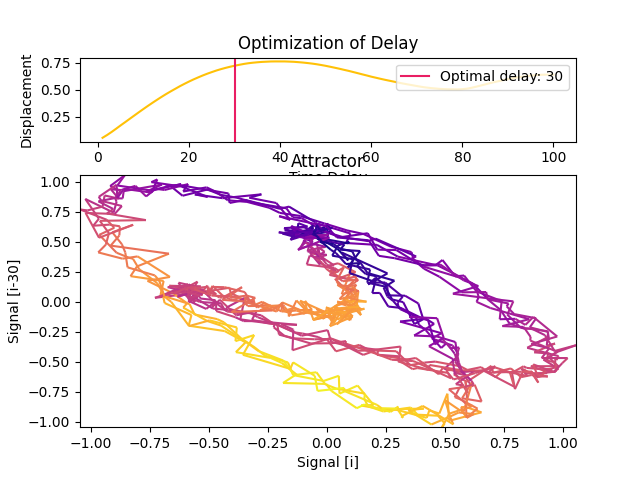 Optimization of Delay
Displacement
0.75
0.50
0.25
Optimal delay: 30
0 20 40 60 80 100
Time Delay
Attractor
Signal [i-30]
1.00
0.75
0.50
0.25
0.00
−0.25
−0.50
−0.75
−1.00
−1.00 −0.75 −0.50 −0.25 0.00 0.25 0.50 0.75 1.00
Signal [i]